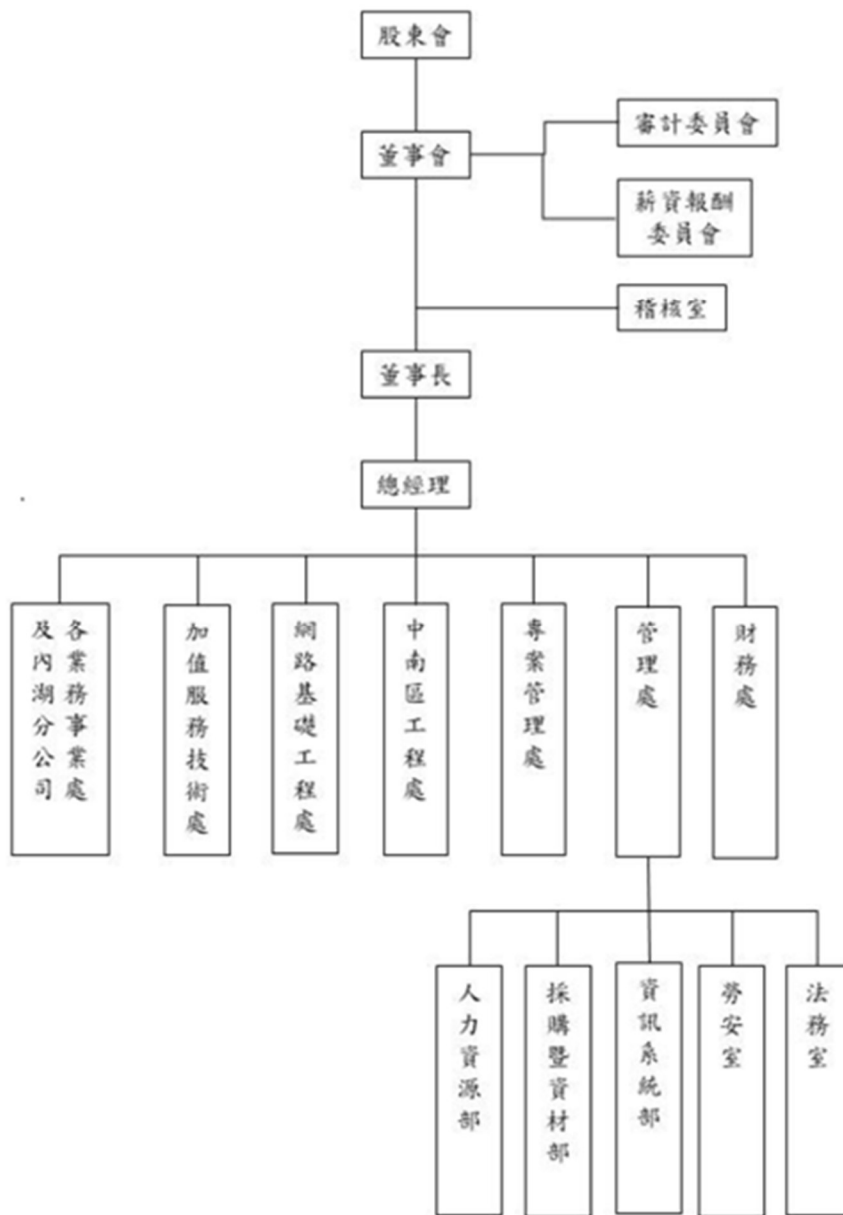 股東會
董事會
審計委員會
薪資報酬
委員會
稽核室
董事長
總經理
各業務事業處
及內湖分公司
加值服務技術處
網路基礎工程處
中南區工程處
專案管理處
管理處
財務處
人力資源部
採購暨資材部
資訊系統部
勞安室
法務室